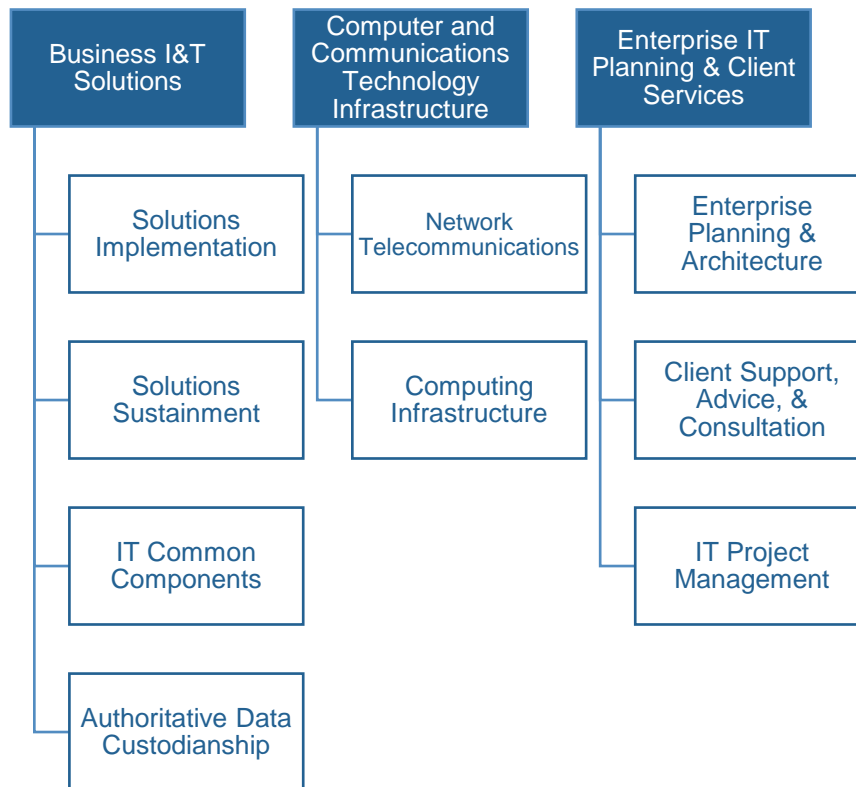 Business I&T
Solutions
Solutions
Implementation
Solutions
Sustainment
IT Common
Components
Authoritative Data
Custodianship
Computer and
Communications
Technology
Infrastructure
Network
Telecommunications
Computing
Infrastructure
Enterprise IT
Planning & Client
Services
Enterprise
Planning &
Architecture
Client Support,
Advice, &
Consultation
IT Project
Management